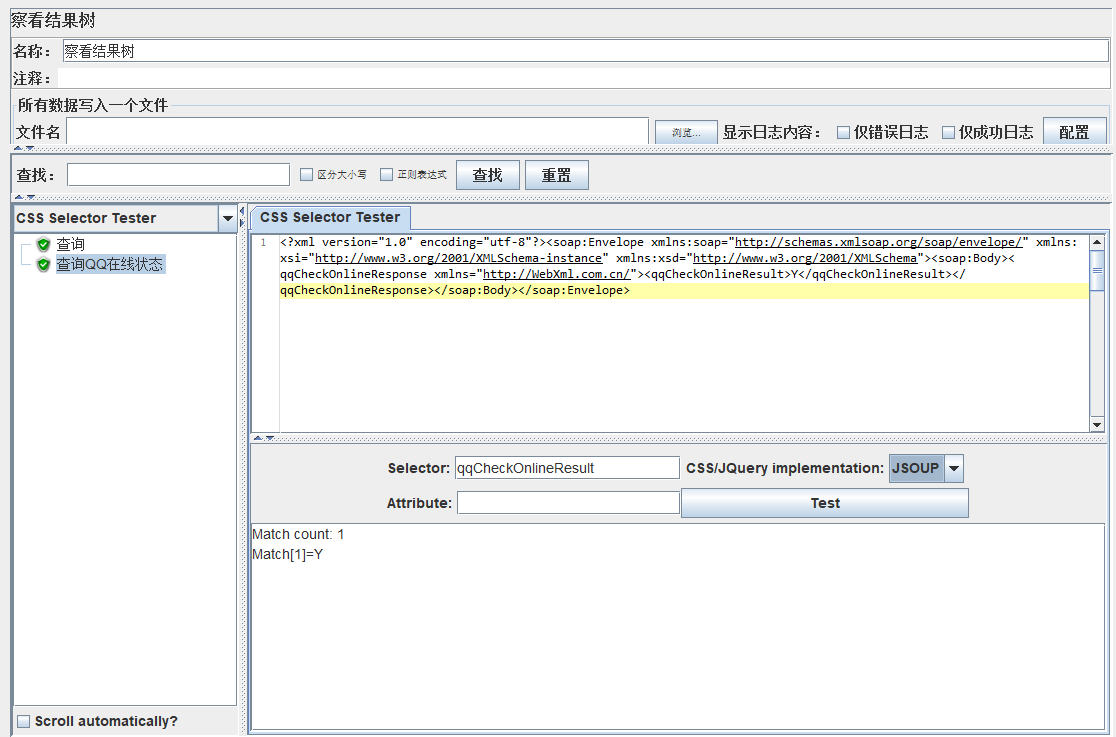 察看结果树
名称： 察看结果树
注释：
所有数据写入一个文件
文件名 浏览... 显示日志内容： 仅错误日志 仅成功日志 配置
查找： 区分大小写 正则表达式 查找 重置
CSS Selector Tester
查询
查询QQ在线状态
Scroll automatically?
CSS Selector Tester
1 <?xml version="1.0" encoding="utf-8"?><soap:Envelope xmlns:soap="http://schemas.xmlsoap.org/soap/envelope/" xmlns:
xsi="http://www.w3.org/2001/XMLSchema-instance" xmlns:xsd="http://www.w3.org/2001/XMLSchema"><soap:Body><
qqCheckOnlineResponse xmlns="http://WebXml.com.cn/"><qqCheckOnlineResult>Y</qqCheckOnlineResult></
qqCheckOnlineResponse></soap:Body></soap:Envelope>
Selector: qqCheckOnlineResult CSS/JQuery implementation: JSOUP
Attribute: Test
Match count: 1
Match[1]=Y